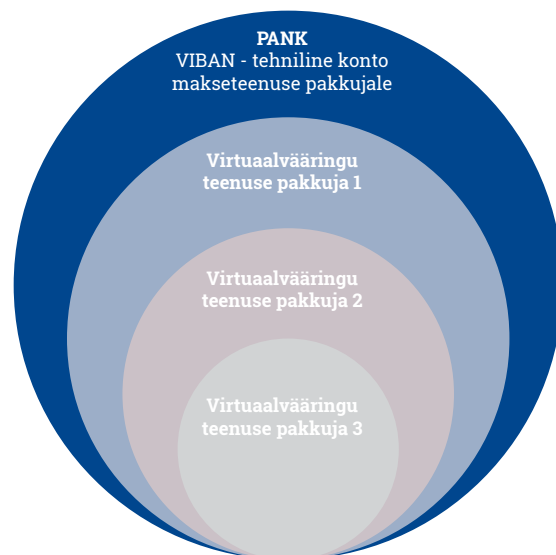 PANK
VIBAN - tehniline konto
makseteenuse pakkujale
Virtuaalvääringu
teenuse pakkuja 1
Virtuaalvääringu
teenuse pakkuja 2
Virtuaalvääringu
teenuse pakkuja 3